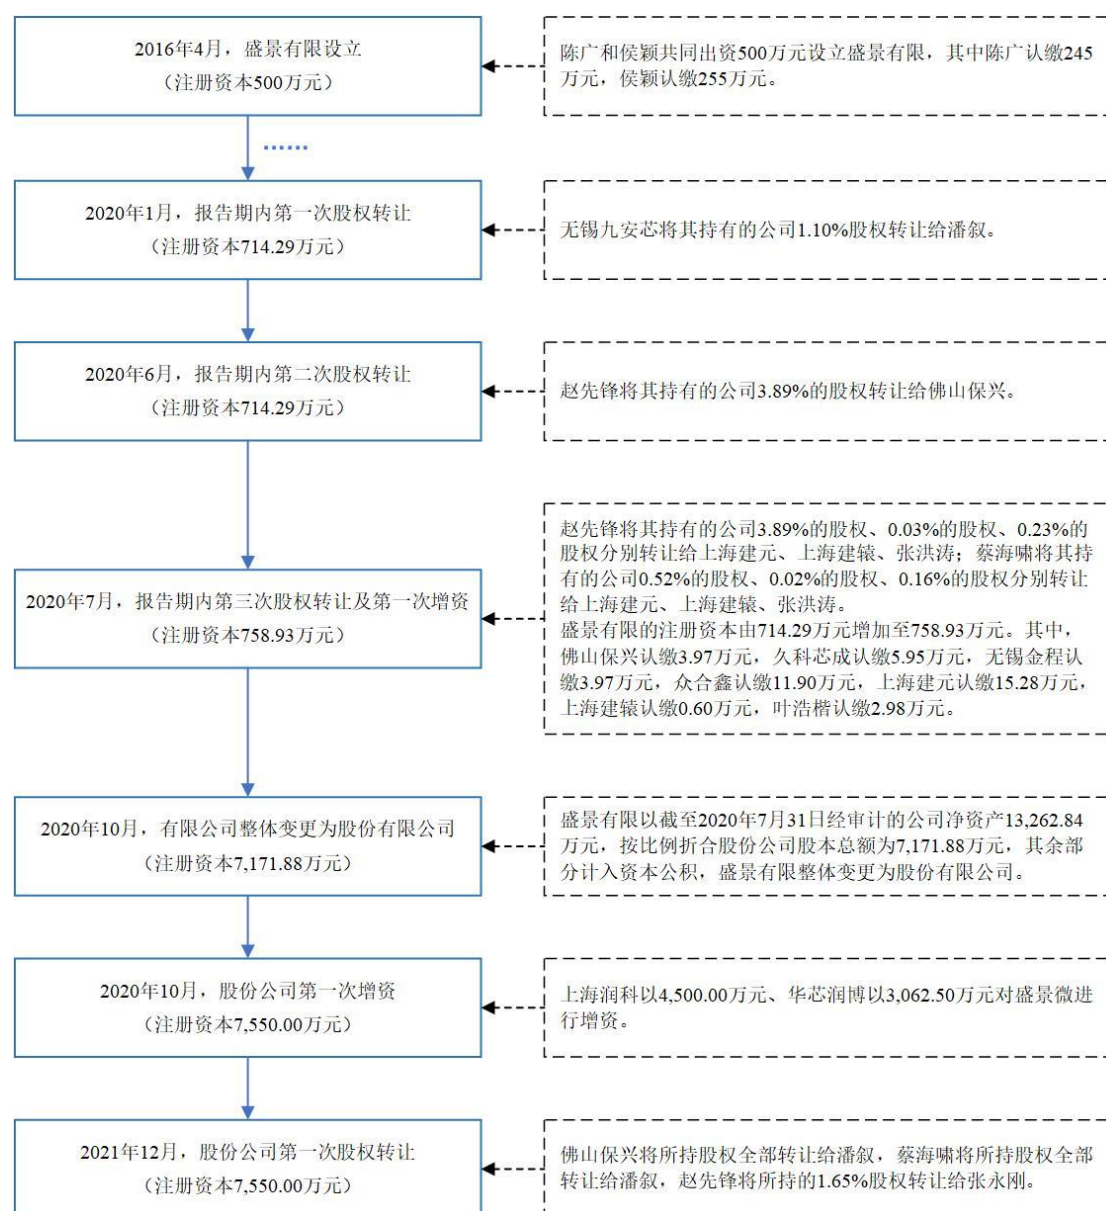 2016年4月，盛景有限设立
（注册资本500万元）
陈广和侯颖共同出资500万元设立盛景有限，其中陈广认缴245
万元，侯颖认缴255万元。
……
2020年1月，报告期内第一次股权转让
（注册资本714.29万元）
无锡九安芯将其持有的公司1.10%股权转让给潘叙。
2020年6月，报告期内第二次股权转让
（注册资本714.29万元）
赵先锋将其持有的公司3.89%的股权转让给佛山保兴。
2020年7月，报告期内第三次股权转让及第一次增资
（注册资本758.93万元）
赵先锋将其持有的公司3.89%的股权、0.03%的股权、0.23%的
股权分别转让给上海建元、上海建辕、张洪涛；蔡海啸将其持
有的公司0.52%的股权、0.02%的股权、0.16%的股权分别转让
给上海建元、上海建辕、张洪涛。
盛景有限的注册资本由714.29万元增加至758.93万元。其中，
佛山保兴认缴3.97万元，久科芯成认缴5.95万元，无锡金程认
缴3.97万元，众合鑫认缴11.90万元，上海建元认缴15.28万元，
上海建辕认缴0.60万元，叶浩楷认缴2.98万元。
2020年10月，有限公司整体变更为股份有限公司
（注册资本7,171.88万元）
盛景有限以截至2020年7月31日经审计的公司净资产13,262.84
万元，按比例折合股份公司股本总额为7,171.88万元，其余部
分计入资本公积，盛景有限整体变更为股份有限公司。
2020年10月，股份公司第一次增资
（注册资本7,550.00万元）
上海润科以4,500.00万元、华芯润博以3,062.50万元对盛景微进
行增资。
2021年12月，股份公司第一次股权转让
（注册资本7,550.00万元）
佛山保兴将所持股权全部转让给潘叙，蔡海啸将所持股权全部
转让给潘叙，赵先锋将所持的1.65%股权转让给张永刚。